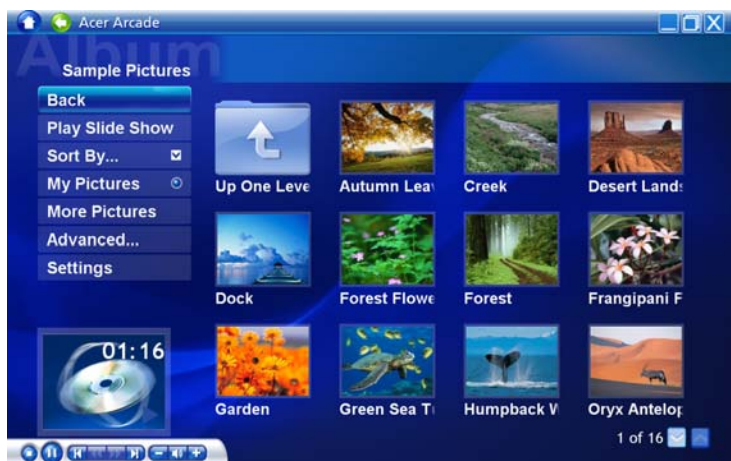 Acer Arcade
Album
Sample Pictures
Back
Play Slide Show
Sort By...
My Pictures
More Pictures
Advanced...
Settings
Up One Leve
Autumn Lea
Creek
Desert Lands
Dock
Forest Flowe
Forest
Frangipani F
Garden
Green Sea T
Humpback W
Oryx Antelop
01:16
1 of 16